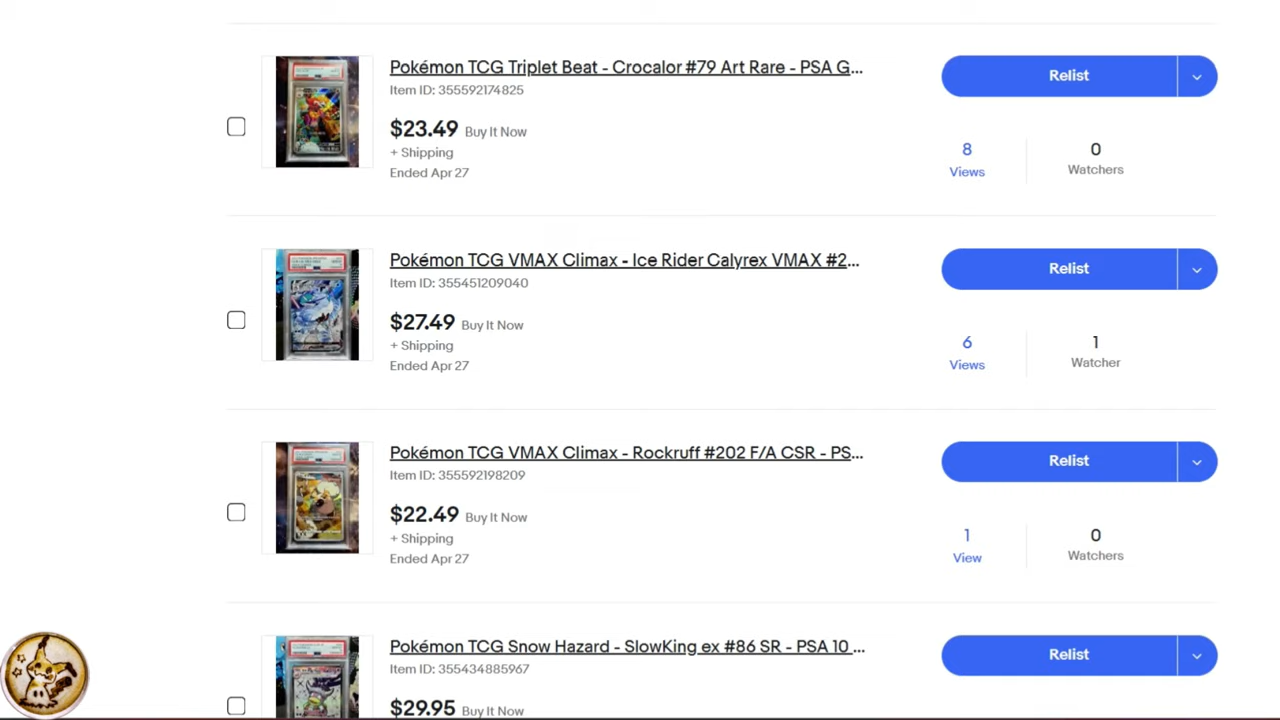 Pokémon TCG Triplet Beat - Crocalor #79 Art Rare - PSA G...
Relist
Item ID: 355592174825
$23.49 Buy It Now
+ Shipping
Ended Apr 27
8
Views
0
Watchers
Pokémon TCG VMAX Climax - Ice Rider Calyrex VMAX #2...
Relist
Item ID: 355451209040
$27.49 Buy It Now
+ Shipping
Ended Apr 27
6
Views
1
Watcher
Pokémon TCG VMAX Climax - Rockruff #202 F/A CSR - PS...
Relist
Item ID: 355592198209
$22.49 Buy It Now
+ Shipping
Ended Apr 27
1
View
0
Watchers
Pokémon TCG Snow Hazard - SlowKing ex #86 SR - PSA 10 ...
Relist
Item ID: 355434885967
$29.95 Buy It Now